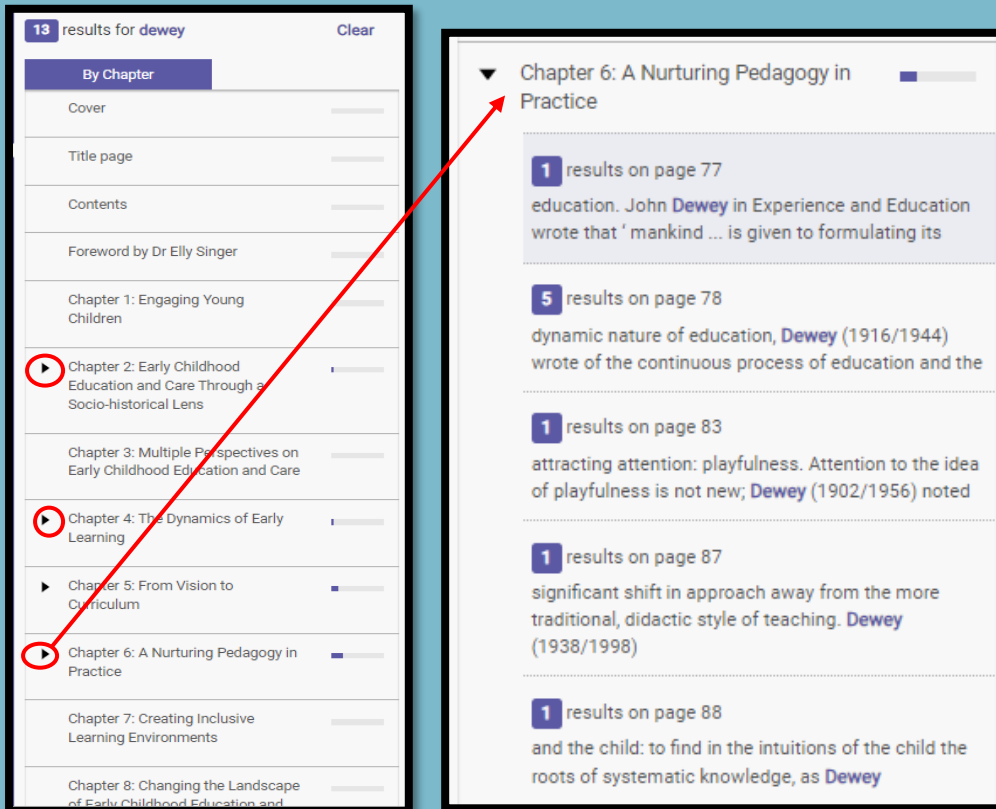 13 results for dewey Clear
By Chapter
Cover
Title page
Contents
Foreword by Dr Elly Singer
Chapter 1: Engaging Young
Children
Chapter 2: Early Childhood
Education and Care Through a
Socio-historical Lens
Chapter 3: Multiple Perspectives on
Early Childhood Education and Care
Chapter 4: The Dynamics of Early
Learning
Chapter 5: From Vision to
Curriculum
Chapter 6: A Nurturing Pedagogy in
Practice
Chapter 7: Creating Inclusive
Learning Environments
Chapter 8: Changing the Landscape
of Early Childhood Education and
Chapter 6: A Nurturing Pedagogy in
Practice
1 results on page 77
education. John Dewey in Experience and Education
wrote that ‘ mankind ... is given to formulating its
5 results on page 78
dynamic nature of education, Dewey (1916/1944)
wrote of the continuous process of education and the
1 results on page 83
attracting attention: playfulness. Attention to the idea
of playfulness is not new; Dewey (1902/1956) noted
1 results on page 87
significant shift in approach away from the more
traditional, didactic style of teaching. Dewey
(1938/1998)
1 results on page 88
and the child: to find in the intuitions of the child the
roots of systematic knowledge, as Dewey